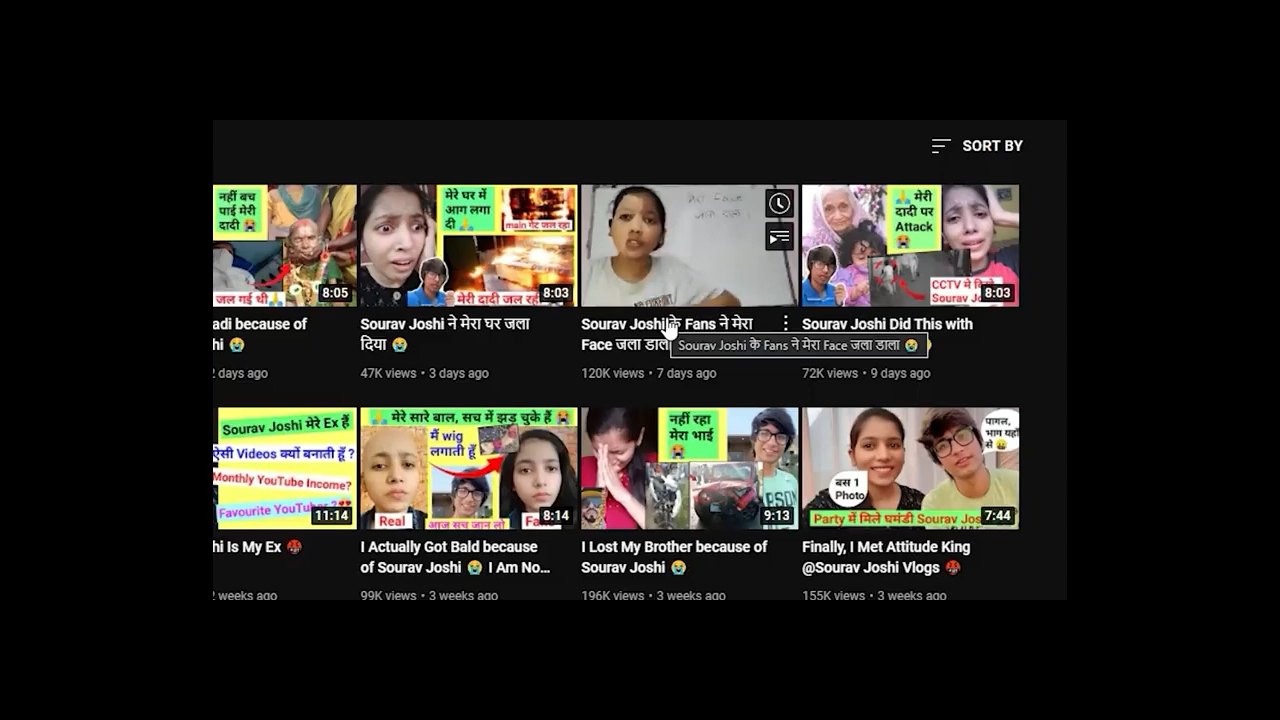 SORT BY
नहीं बच
पाई मेरी
दादी 😭
जल गई थी🙏
8:05
मेरे घर में
आग लगा
दी 🙏
main गेट जल रहा
मेरी दादी जल रही
8:03
🙏 मेरी
दादी पर
Attack
😭
CCTV मे
Sourav Jo
8:03
adi because of
hi 😭
2 days ago
Sourav Joshi ने मेरा घर जला
दिया 😭
47K views • 3 days ago
Sourav Joshi के Fans ने मेरा
Face जला डाला
Sourav Joshi के Fans ने मेरा Face जला डाला 😭
120K views • 7 days ago
Sourav Joshi Did This with
72K views • 9 days ago
Sourav Joshi मेरे Ex हैं
ऐसी Videos क्यों बनाती हूँ ?
Monthly YouTube Income?
Favourite YouTuber ?
11:14
🙏 मेरे सारे बाल, सच में झड़ चुके हैं 😭
मैं wig
लगाती हूँ
Real
आज सच जान लो
8:14
नहीं रहा
मेरा भाई
😭
9:13
पागल,
भाग यहाँ
से
बस 1
Photo
Party में मिले घमंडी Sourav Jos
7:44
hi Is My Ex 🤬
2 weeks ago
I Actually Got Bald because
of Sourav Joshi 😭 I Am No...
99K views • 3 weeks ago
I Lost My Brother because of
Sourav Joshi 😭
196K views • 3 weeks ago
Finally, I Met Attitude King
@Sourav Joshi Vlogs 🤬
155K views • 3 weeks ago